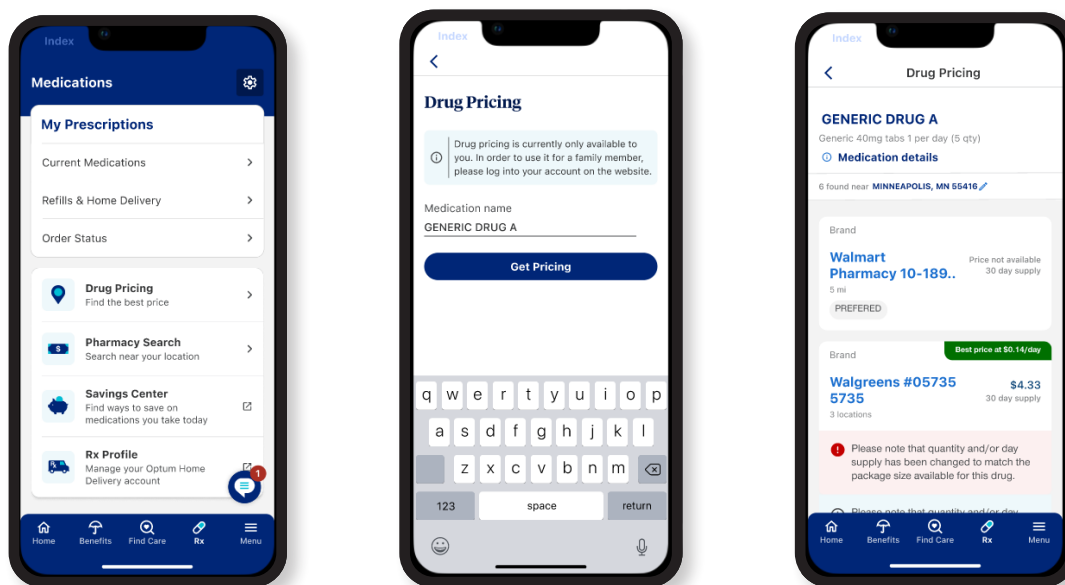 Index
Medications
My Prescriptions
Current Medications
Refills & Home Delivery
Order Status
Drug Pricing
Find the best price
$
Pharmacy Search
Search near your location
Savings Center
Find ways to save on
medications you take today
Rx Profile
Manage your Optum Home
Delivery account
1
Home
Benefits
Find Care
Rx
Menu
Index
Drug Pricing
Drug pricing is currently only available to
you. In order to use it for a family member,
please log into your account on the website.
Medication name
GENERIC DRUG A
Get Pricing
q w e r t y u i o p
a s d f g h j k l
z x c v b n m
123 space return
Index
Drug Pricing
GENERIC DRUG A
Generic 40mg tabs 1 per day (5 qty)
Medication details
6 found near MINNEAPOLIS, MN 55416
Brand
Walmart
Pharmacy 10-189..
Price not available
30 day supply
5 mi
PREFERED
Brand
Best price at $0.14/day
Walgreens #05735
5735
$4.33
30 day supply
3 locations
Please note that quantity and/or day
supply has been changed to match the
package size available for this drug.
Please note that quantity and/or day
Home
Benefits
Find Care
Rx
Menu